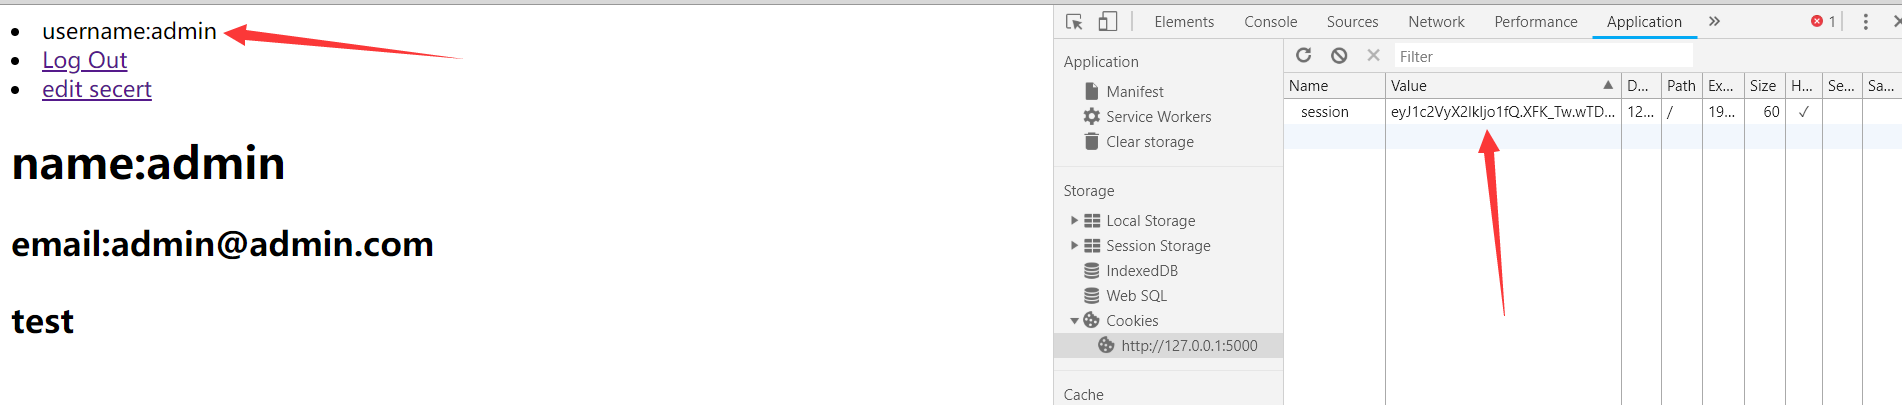 username:admin
Log Out
edit secert
name:admin
email:admin@admin.com
test
Elements Console Sources Network Performance Application » 1
Application
Manifest
Service Workers
Clear storage
Storage
Local Storage
Session Storage
IndexedDB
Web SQL
Cookies
http://127.0.0.1:5000
Cache
Filter
Name Value D... Path Ex... Size H... Se... Sa...
session eyJ1c2VyX2lkIjo1fQ.XFK_Tw.wTD... 12... / 19... 60 ✓